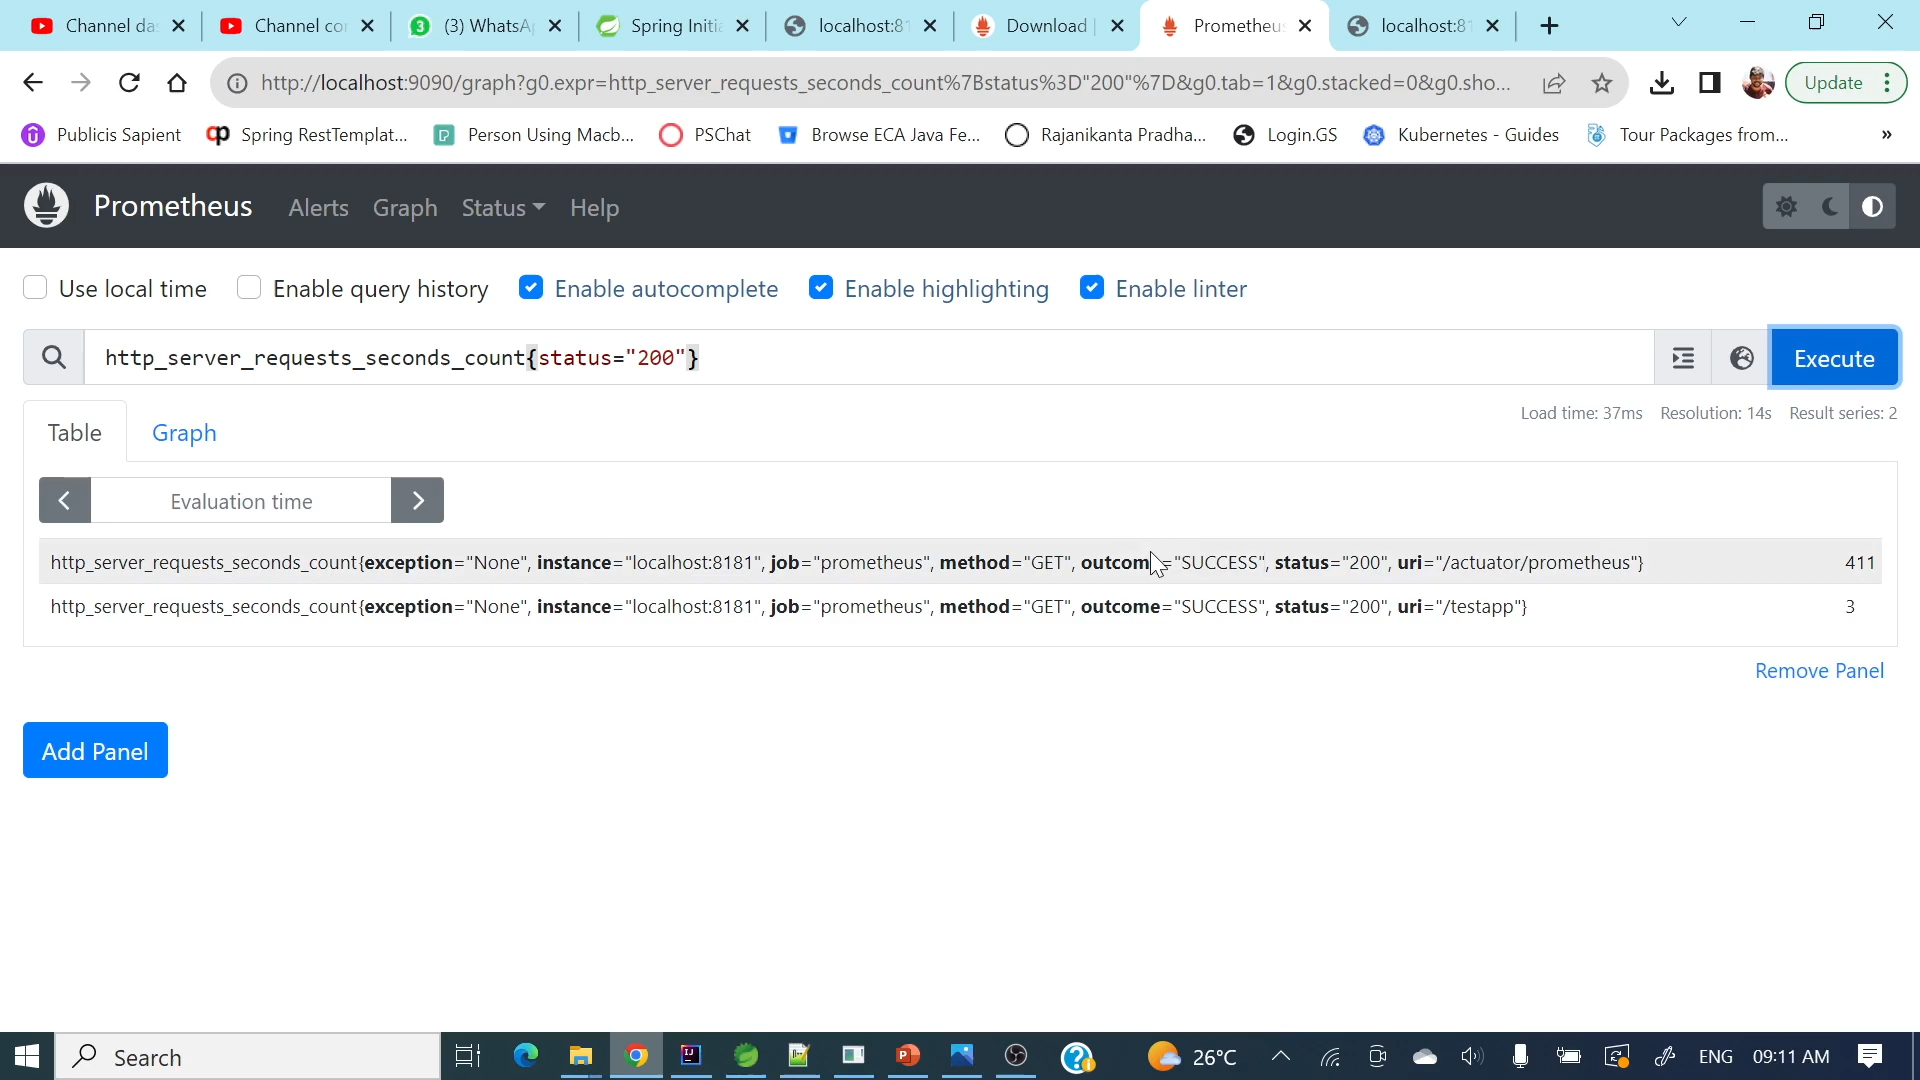 Channel da
Channel co
(3) WhatsA
Spring Initi
localhost:81
Download
Prometheus
localhost:81
http://localhost:9090/graph?g0.expr=http_server_requests_seconds_count%7Bstatus%3D"200"%7D&g0.tab=1&g0.stacked=0&g0.sho...
Update
Publicis Sapient
Spring RestTemplat...
Person Using Macb...
PSChat
Browse ECA Java Fe...
Rajanikanta Pradha...
Login.GS
Kubernetes - Guides
Tour Packages from...
»
Prometheus Alerts Graph Status Help
Use local time Enable query history Enable autocomplete Enable highlighting Enable linter
http_server_requests_seconds_count{status="200"}
Execute
Table Graph
Load time: 37ms Resolution: 14s Result series: 2
Evaluation time
http_server_requests_seconds_count{exception="None", instance="localhost:8181", job="prometheus", method="GET", outcome="SUCCESS", status="200", uri="/actuator/prometheus"} 411
http_server_requests_seconds_count{exception="None", instance="localhost:8181", job="prometheus", method="GET", outcome="SUCCESS", status="200", uri="/testapp"} 3
Remove Panel
Add Panel
Search
26°C
ENG 09:11 AM